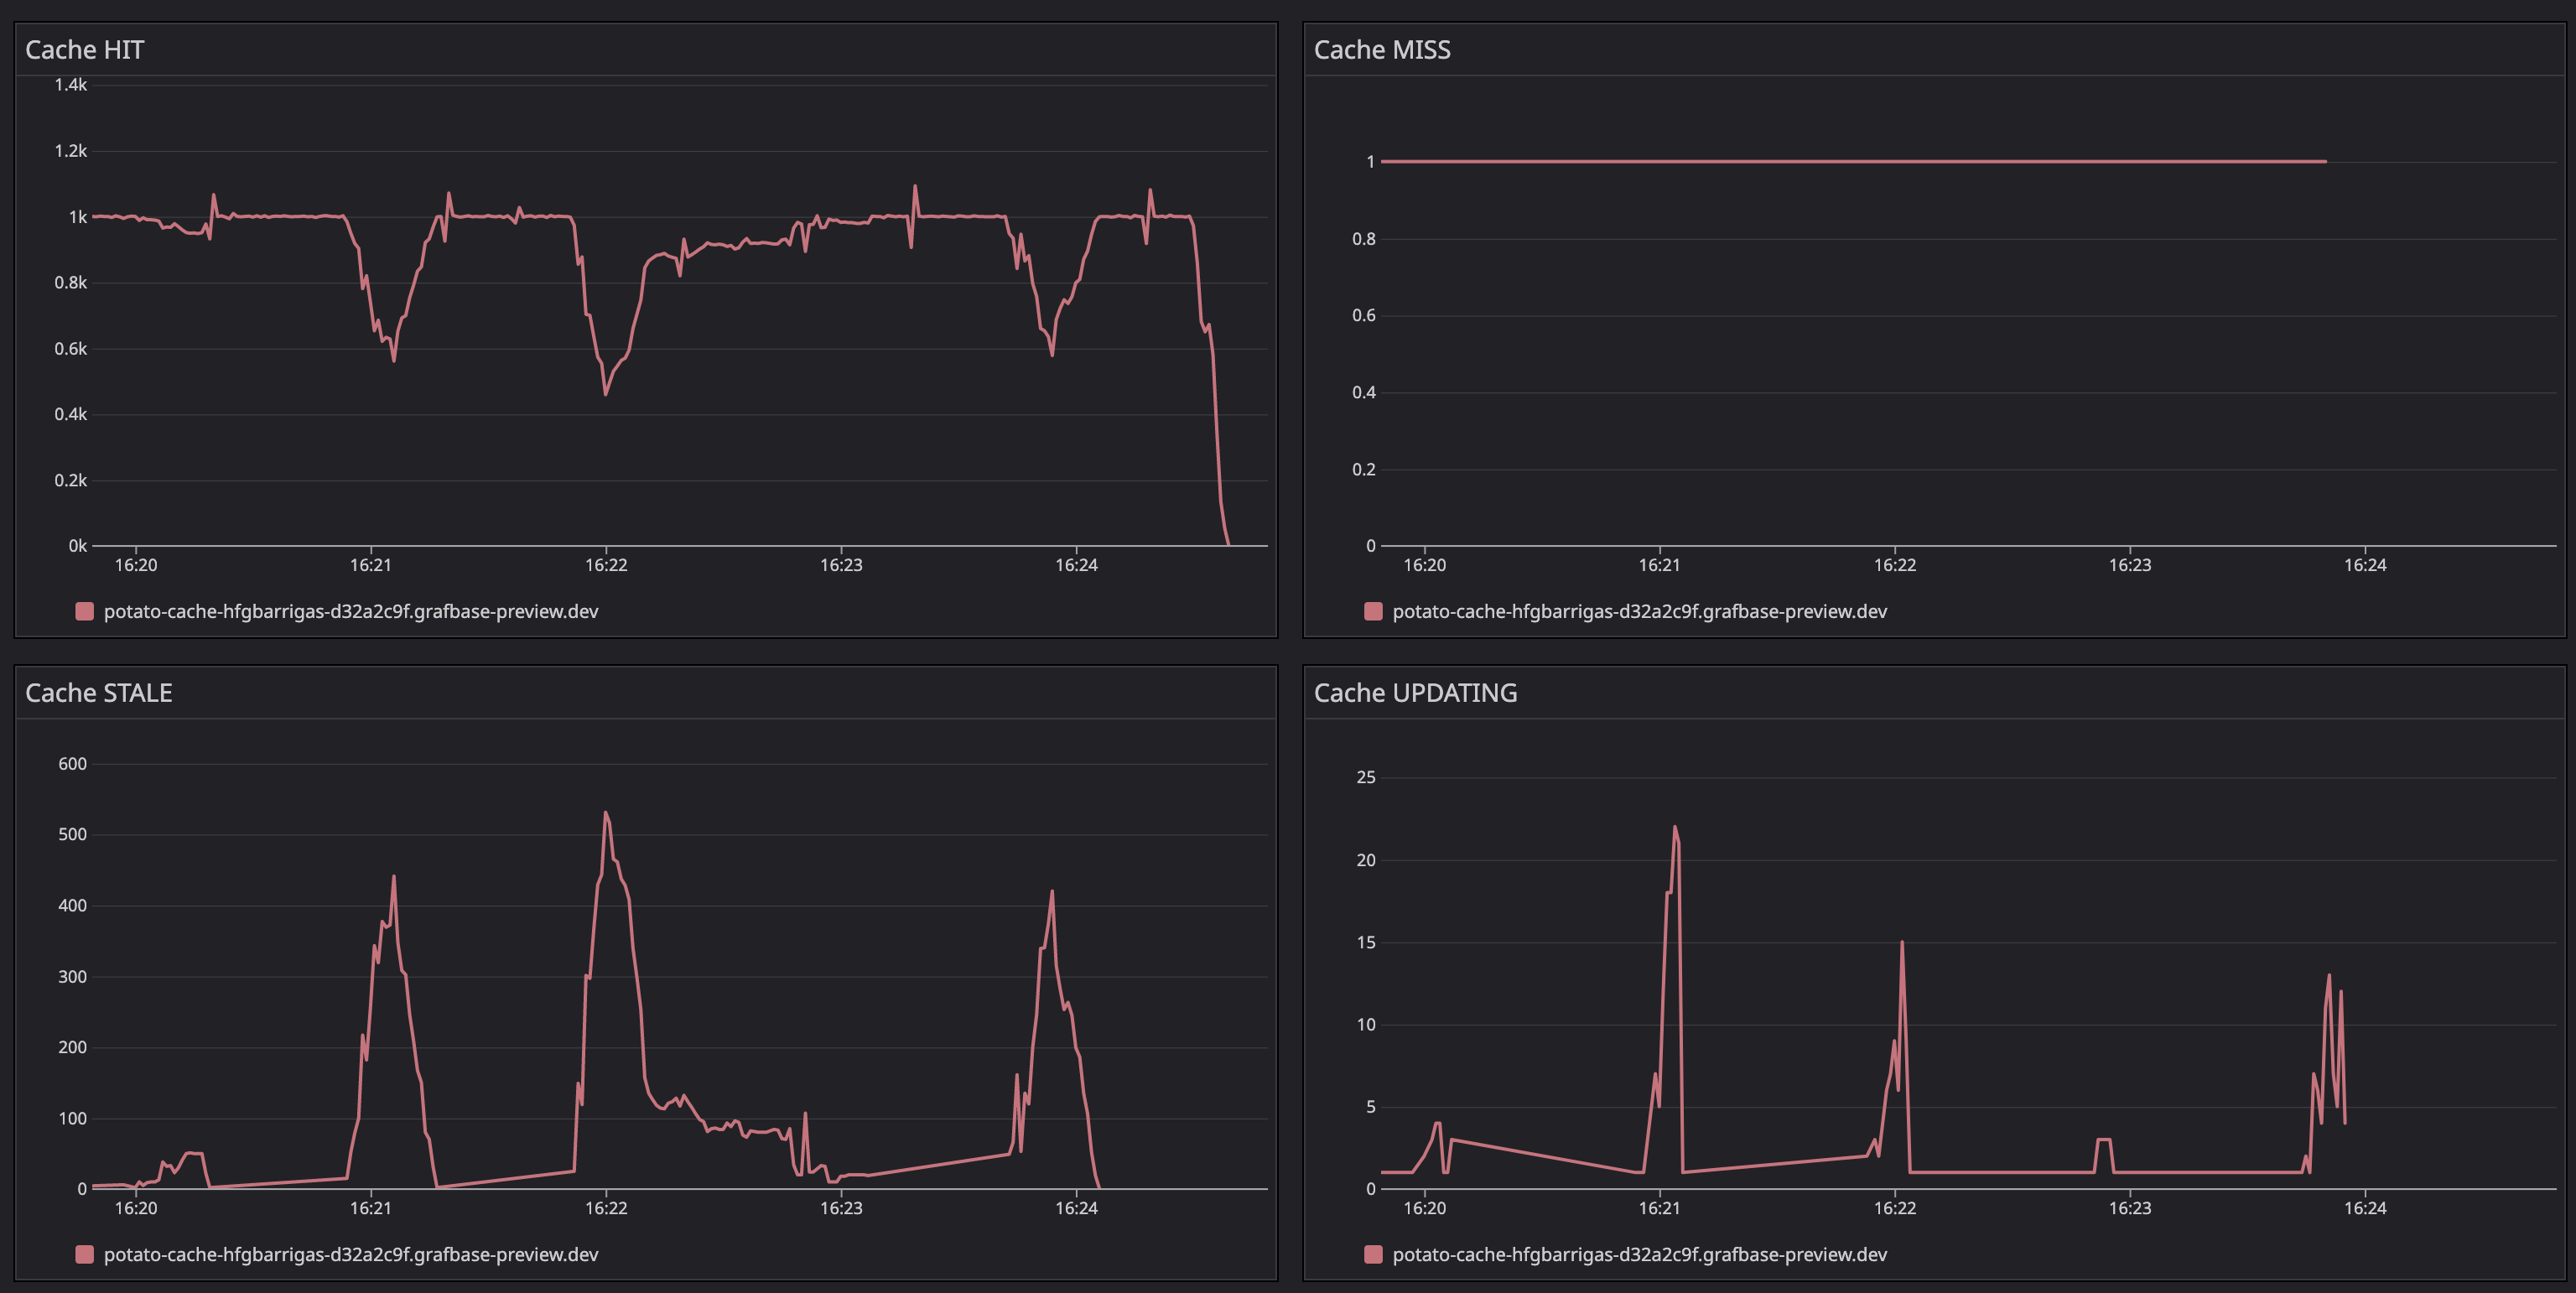 Cache HIT
1.4k
1.2k
1k
0.8k
0.6k
0.4k
0.2k
0k
16:20 16:21 16:22 16:23 16:24
potato-cache-hfgbarrigas-d32a2c9f.grafbase-preview.dev
Cache MISS
1
0.8
0.6
0.4
0.2
0
16:20 16:21 16:22 16:23 16:24
potato-cache-hfgbarrigas-d32a2c9f.grafbase-preview.dev
Cache STALE
600
500
400
300
200
100
0
16:20 16:21 16:22 16:23 16:24
potato-cache-hfgbarrigas-d32a2c9f.grafbase-preview.dev
Cache UPDATING
25
20
15
10
5
0
16:20 16:21 16:22 16:23 16:24
potato-cache-hfgbarrigas-d32a2c9f.grafbase-preview.dev